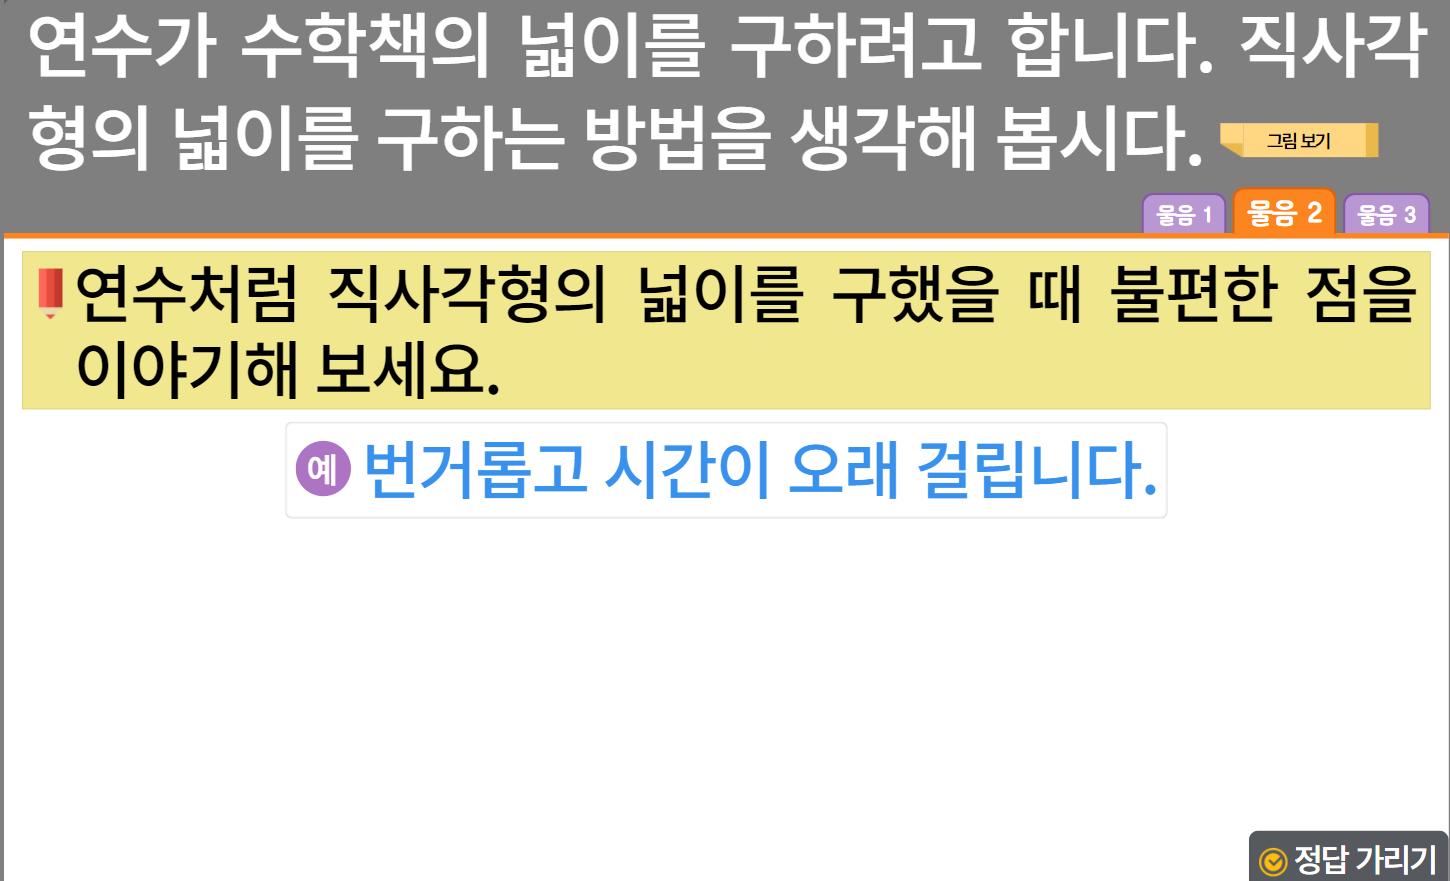 연수가 수학책의 넓이를 구하려고 합니다. 직사각
형의 넓이를 구하는 방법을 생각해 봅시다. 그림 보기
물음 1 물음 2 물음 3
연수처럼 직사각형의 넓이를 구했을 때 불편한 점을
이야기해 보세요.
예 번거롭고 시간이 오래 걸립니다.
정답 가리기